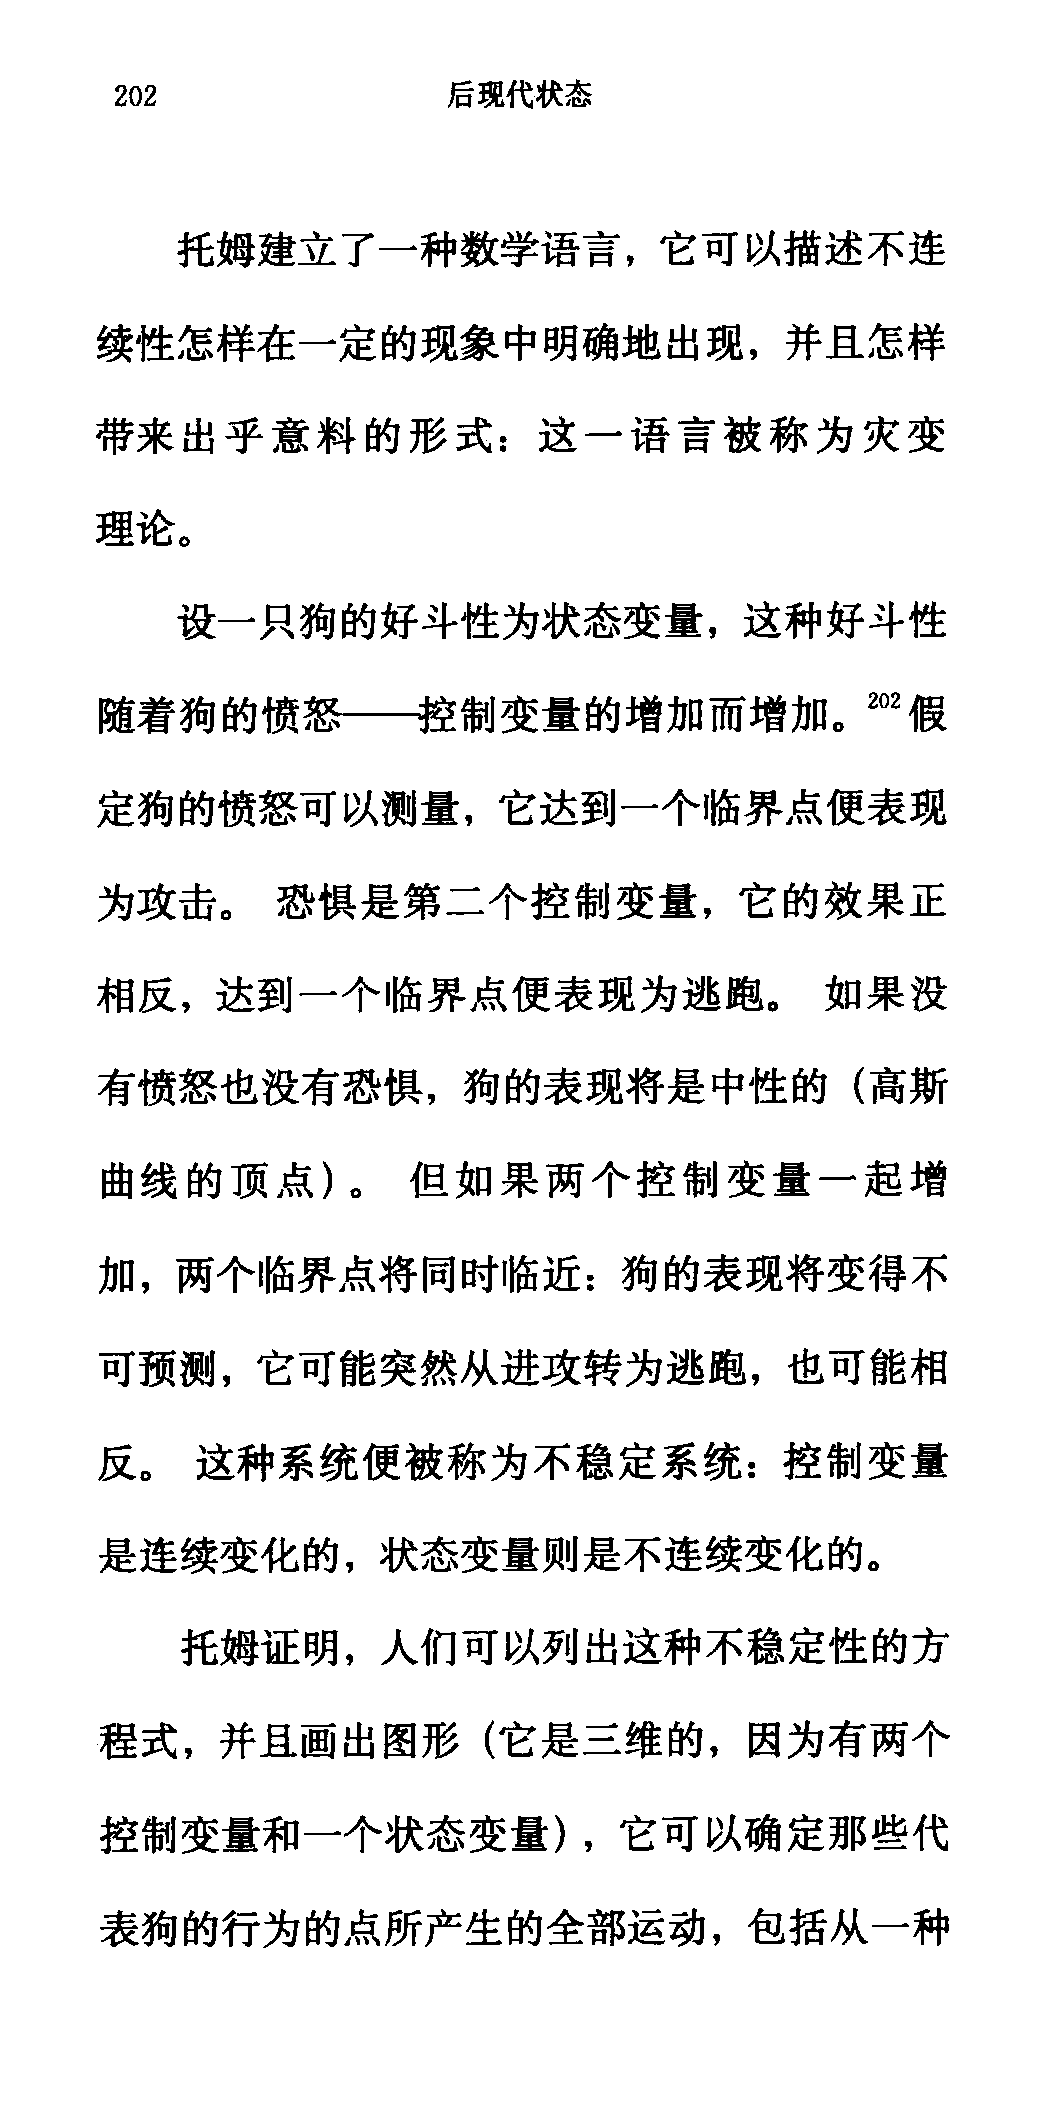 202 后现代状态
托姆建立了一种数学语言，它可以描述不连
续性怎样在一定的现象中明确地出现，并且怎样
带来出乎意料的形式：这一语言被称为灾变
理论。
设一只狗的好斗性为状态变量，这种好斗性
随着狗的愤怒——控制变量的增加而增加。202假
定狗的愤怒可以测量，它达到一个临界点便表现
为攻击。 恐惧是第二个控制变量，它的效果正
相反，达到一个临界点便表现为逃跑。 如果没
有愤怒也没有恐惧，狗的表现将是中性的（高斯
曲线的顶点）。 但如果两个控制变量一起增
加，两个临界点将同时临近：狗的表现将变得不
可预测，它可能突然从进攻转为逃跑，也可能相
反。 这种系统便被称为不稳定系统：控制变量
是连续变化的，状态变量则是不连续变化的。
托姆证明，人们可以列出这种不稳定性的方
程式，并且画出图形（它是三维的，因为有两个
控制变量和一个状态变量），它可以确定那些代
表狗的行为的点所产生的全部运动，包括从一种